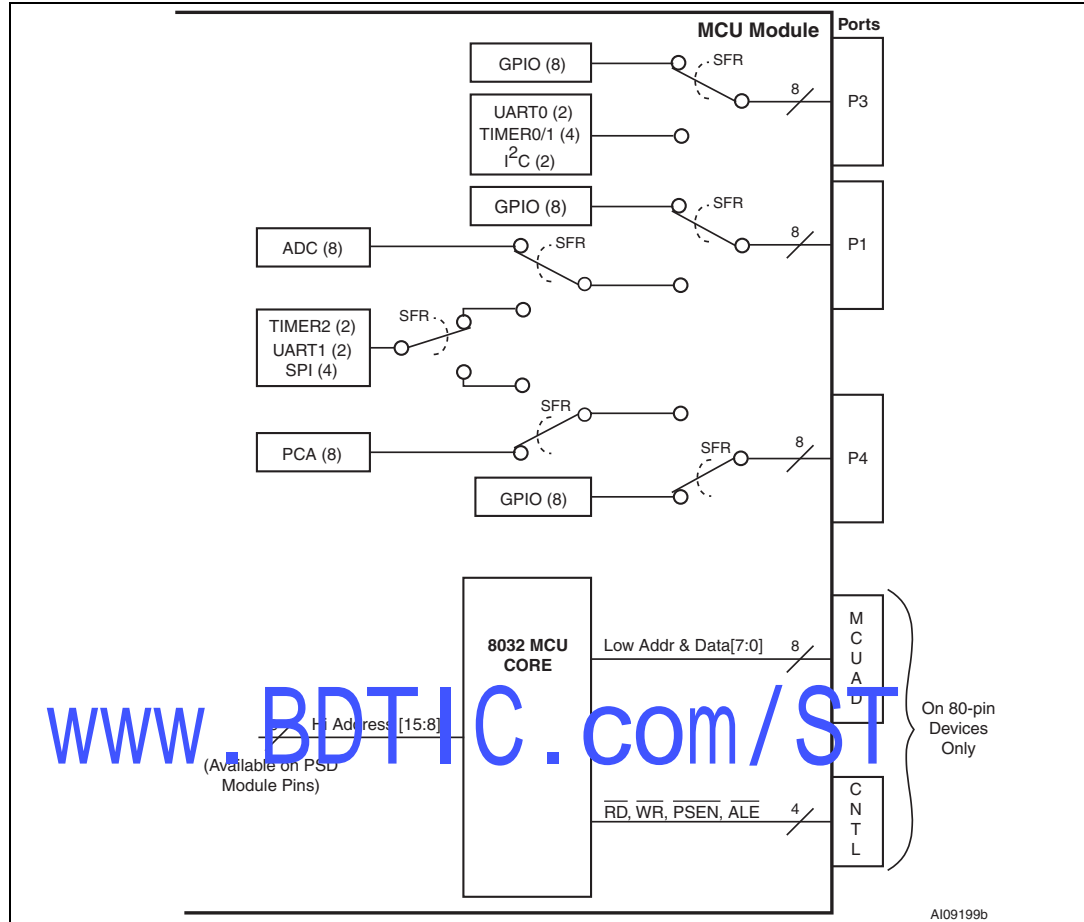 MCU Module
Ports
GPIO (8)
SFR
8
P3
UART0 (2)
TIMER0/1 (4)
I2C (2)
GPIO (8)
SFR
8
P1
ADC (8)
SFR
TIMER2 (2)
UART1 (2)
SPI (4)
SFR
SFR
PCA (8)
SFR
8
P4
GPIO (8)
8032 MCU
CORE
Low Addr & Data[7:0]
8
MCUAD
Hi Address [15:8]
(Available on PSD
Module Pins)
www.BDTIC.com/ST
On 80-pin
Devices
Only
RD, WR, PSEN, ALE
4
CNTL
AI09199b